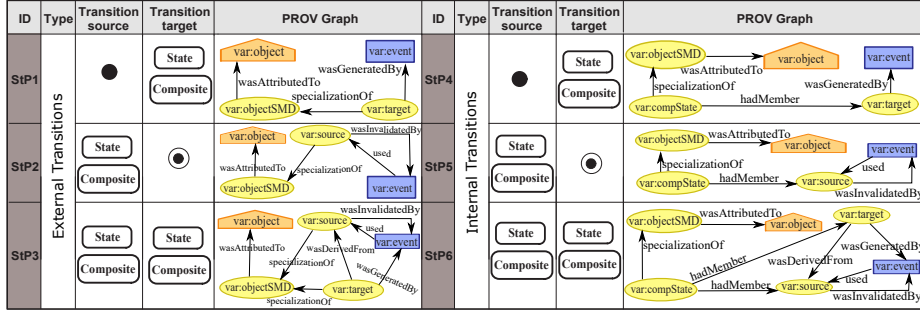 ID Type Transition source Transition target PROV Graph ID Type Transition source Transition target PROV Graph
External Transitions
Internal Transitions
StP1
State
Composite
var:object
var:event
wasAttributedTo
wasGeneratedBy
specializationOf
var:objectSMD
var:target
StP4
State
Composite
var:objectSMD
var:event
wasAttributedTo
var:object
specializationOf
wasGeneratedBy
var:compState
hadMember
var:target
StP2
State
Composite
var:object
var:source
wasInvalidatedBy
used
wasAttributedTo
specializationOf
var:objectSMD
var:event
StP5
State
Composite
var:objectSMD
wasAttributedTo
var:object
specializationOf
used
var:event
var:compState
hadMember
var:source
wasInvalidatedBy
StP3
State
State
Composite
Composite
var:object
var:source
wasInvalidatedBy
used
var:event
wasAttributedTo
wasDerivedFrom
specializationOf
wasGeneratedBy
var:objectSMD
var:target
specializationOf
StP6
State
State
Composite
Composite
var:objectSMD
wasAttributedTo
var:object
var:target
specializationOf
wasGeneratedBy
hadMember
wasDerivedFrom
var:event
used
var:compState
hadMember
var:source
wasInvalidatedBy